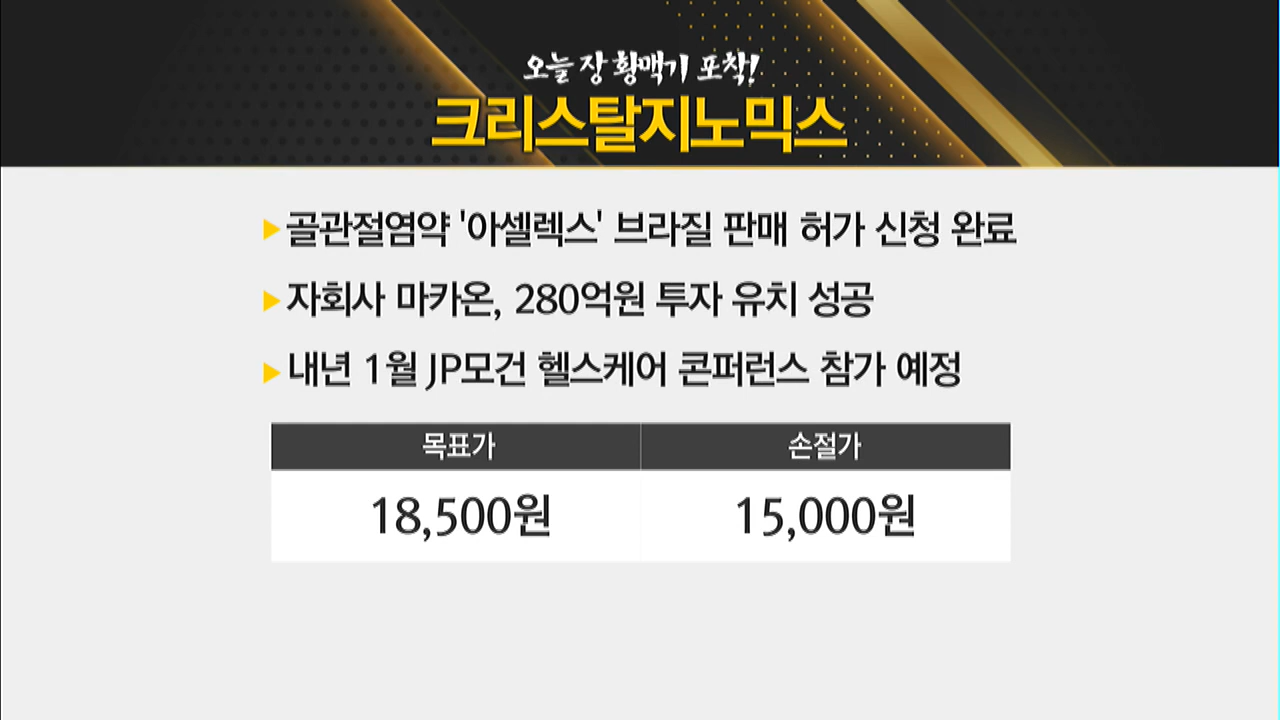 오늘 장 황맥기 포착!
크리스탈지노믹스
▶골관절염약 '아셀렉스' 브라질 판매 허가 신청 완료
▶자회사 마카온, 280억원 투자 유치 성공
▶내년 1월 JP모건 헬스케어 콘퍼런스 참가 예정
목표가 손절가
18,500원 15,000원